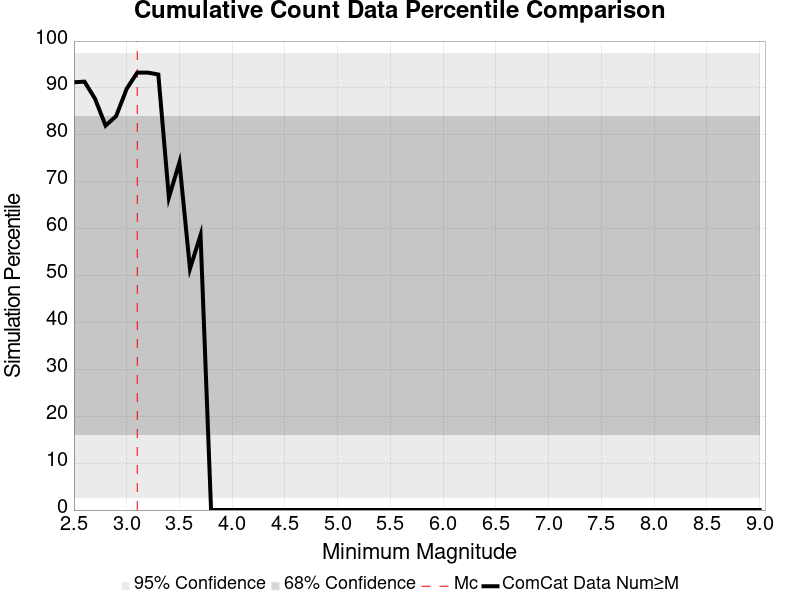 Cumulative Count Data Percentile Comparison
Simulation Percentile
100
90
80
70
60
50
40
30
20
10
0
2.5 3.0 3.5 4.0 4.5 5.0 5.5 6.0 6.5 7.0 7.5 8.0 8.5 9.0
Minimum Magnitude
95% Confidence 68% Confidence Mc ComCat Data Num≥M